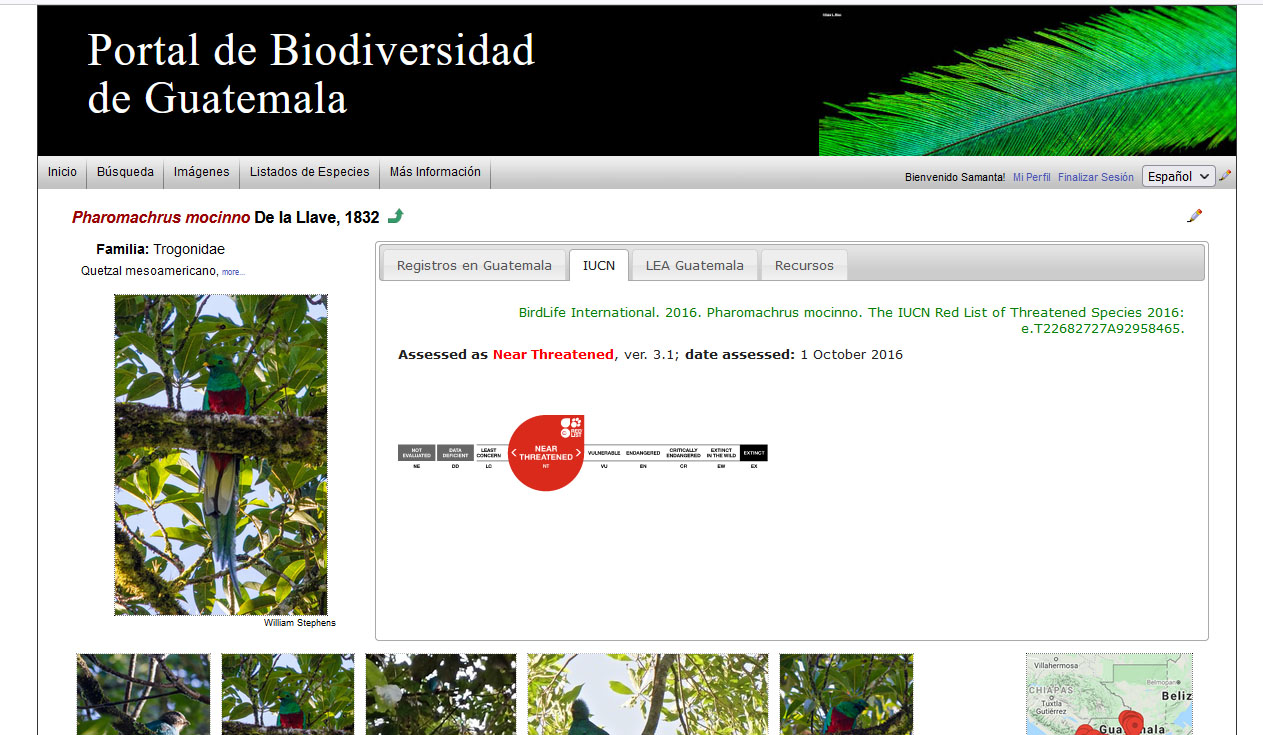 Portal de Biodiversidad
de Guatemala
Inicio Búsqueda Imágenes Listados de Especies Más Información
Bienvenido Samanta! Mi Perfil Finalizar Sesión Español
Pharomachrus mocinno De la Llave, 1832
Familia: Trogonidae
Quetzal mesoamericano, more...
William Stephens
Registros en Guatemala IUCN LEA Guatemala Recursos
BirdLife International. 2016. Pharomachrus mocinno. The IUCN Red List of Threatened Species 2016:
e.T22682727A92958465.
Assessed as Near Threatened, ver. 3.1; date assessed: 1 October 2016
NOT EVALUATED NE
DATA DEFICIENT DD
LEAST CONCERN LC
RED LIST
< NEAR THREATENED > NT
VULNERABLE VU
ENDANGERED EN
CRITICALLY ENDANGERED CR
EXTINCT IN THE WILD EW
EXTINCT EX
Villahermosa
Belmopan
Beliz
CHIAPAS
Tuxtla
Gutiérrez